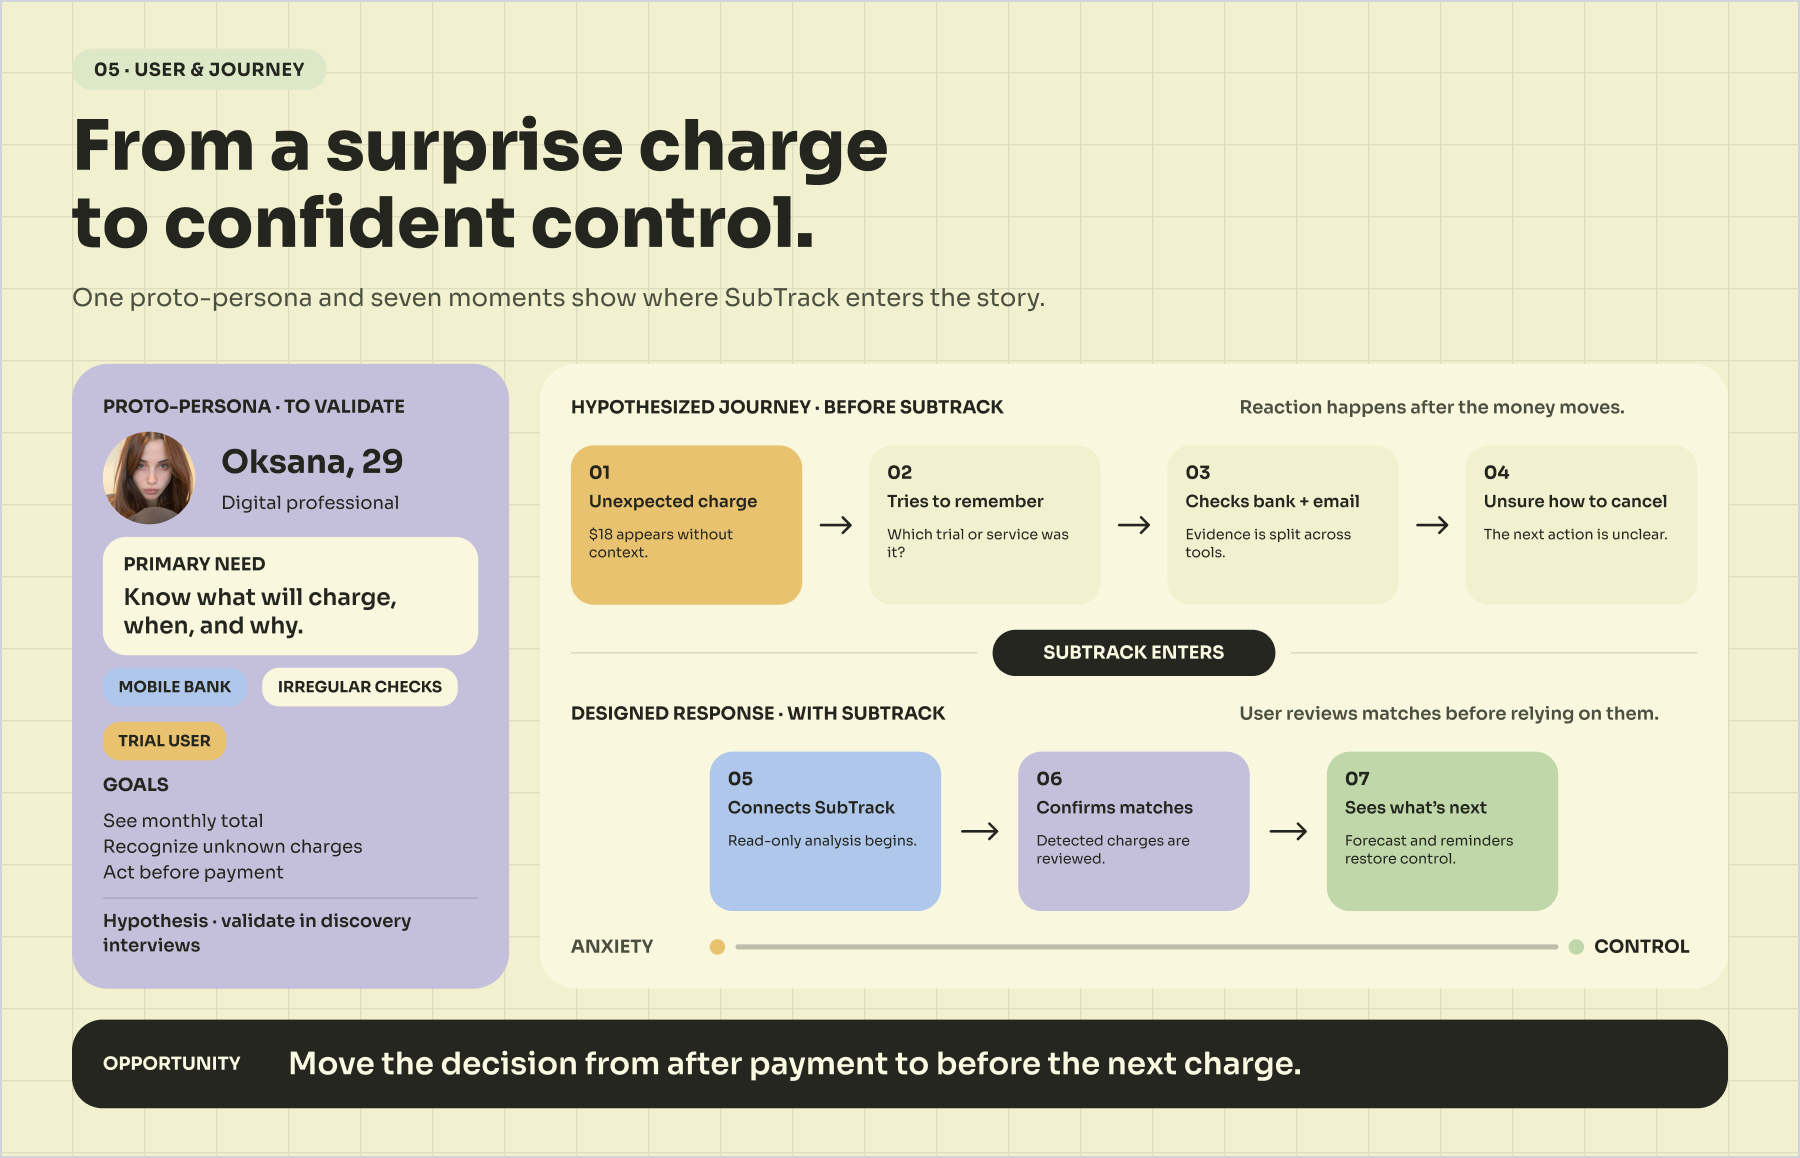 05 · USER & JOURNEY
From a surprise charge
to confident control.
One proto-persona and seven moments show where SubTrack enters the story.
PROTO-PERSONA · TO VALIDATE
Oksana, 29
Digital professional
PRIMARY NEED
Know what will charge,
when, and why.
MOBILE BANK
IRREGULAR CHECKS
TRIAL USER
GOALS
See monthly total
Recognize unknown charges
Act before payment
Hypothesis · validate in discovery
interviews
HYPOTHESIZED JOURNEY · BEFORE SUBTRACK
Reaction happens after the money moves.
01
Unexpected charge
$18 appears without
context.
02
Tries to remember
Which trial or service was
it?
03
Checks bank + email
Evidence is split across
tools.
04
Unsure how to cancel
The next action is unclear.
SUBTRACK ENTERS
DESIGNED RESPONSE · WITH SUBTRACK
User reviews matches before relying on them.
05
Connects SubTrack
Read-only analysis begins.
06
Confirms matches
Detected charges are
reviewed.
07
Sees what’s next
Forecast and reminders
restore control.
ANXIETY
CONTROL
OPPORTUNITY
Move the decision from after payment to before the next charge.